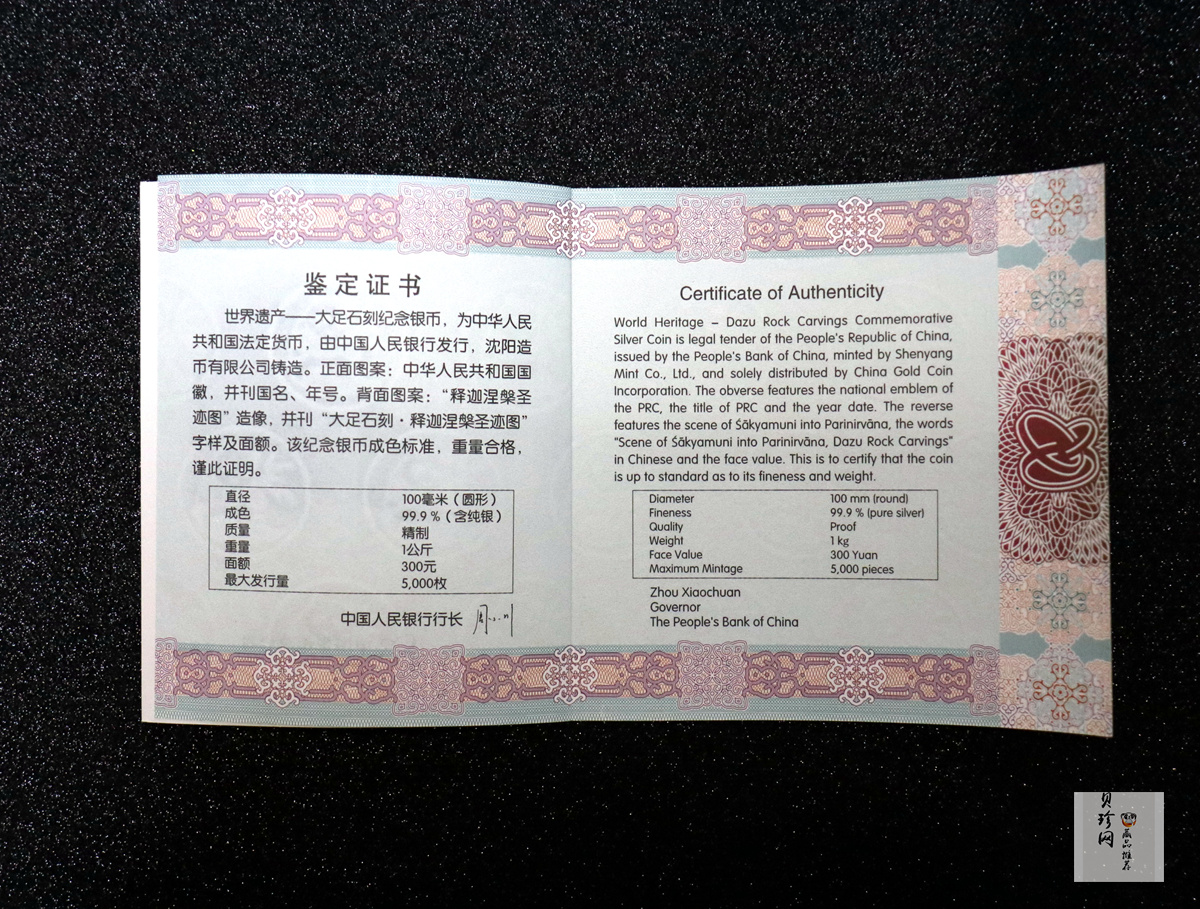 鉴定证书
世界遗产——大足石刻纪念银币，为中华人民
共和国法定货币，由中国人民银行发行，沈阳造
币有限公司铸造。正面图案：中华人民共和国国
徽，并刊国名、年号。背面图案：“释迦涅槃圣
迹图”造像，并刊“大足石刻·释迦涅槃圣迹图”
字样及面额。该纪念银币成色标准，重量合格，
谨此证明。
直径 100毫米（圆形）
成色 99.9％（含纯银）
质量 精制
重量 1公斤
面额 300元
最大发行量 5,000枚
中国人民银行行长
Certificate of Authenticity
World Heritage – Dazu Rock Carvings Commemorative
Silver Coin is legal tender of the People's Republic of China,
issued by the People's Bank of China, minted by Shenyang
Mint Co., Ltd., and solely distributed by China Gold Coin
Incorporation. The obverse features the national emblem of
the PRC, the title of PRC and the year date. The reverse
features the scene of Śākyamuni into Parinirvāna, the words
"Scene of Śākyamuni into Parinirvāna, Dazu Rock Carvings"
in Chinese and the face value. This is to certify that the coin
is up to standard as to its fineness and weight.
Diameter 100 mm (round)
Fineness 99.9 % (pure silver)
Quality Proof
Weight 1 kg
Face Value 300 Yuan
Maximum Mintage 5,000 pieces
Zhou Xiaochuan
Governor
The People's Bank of China
贝珍网
藏品推荐